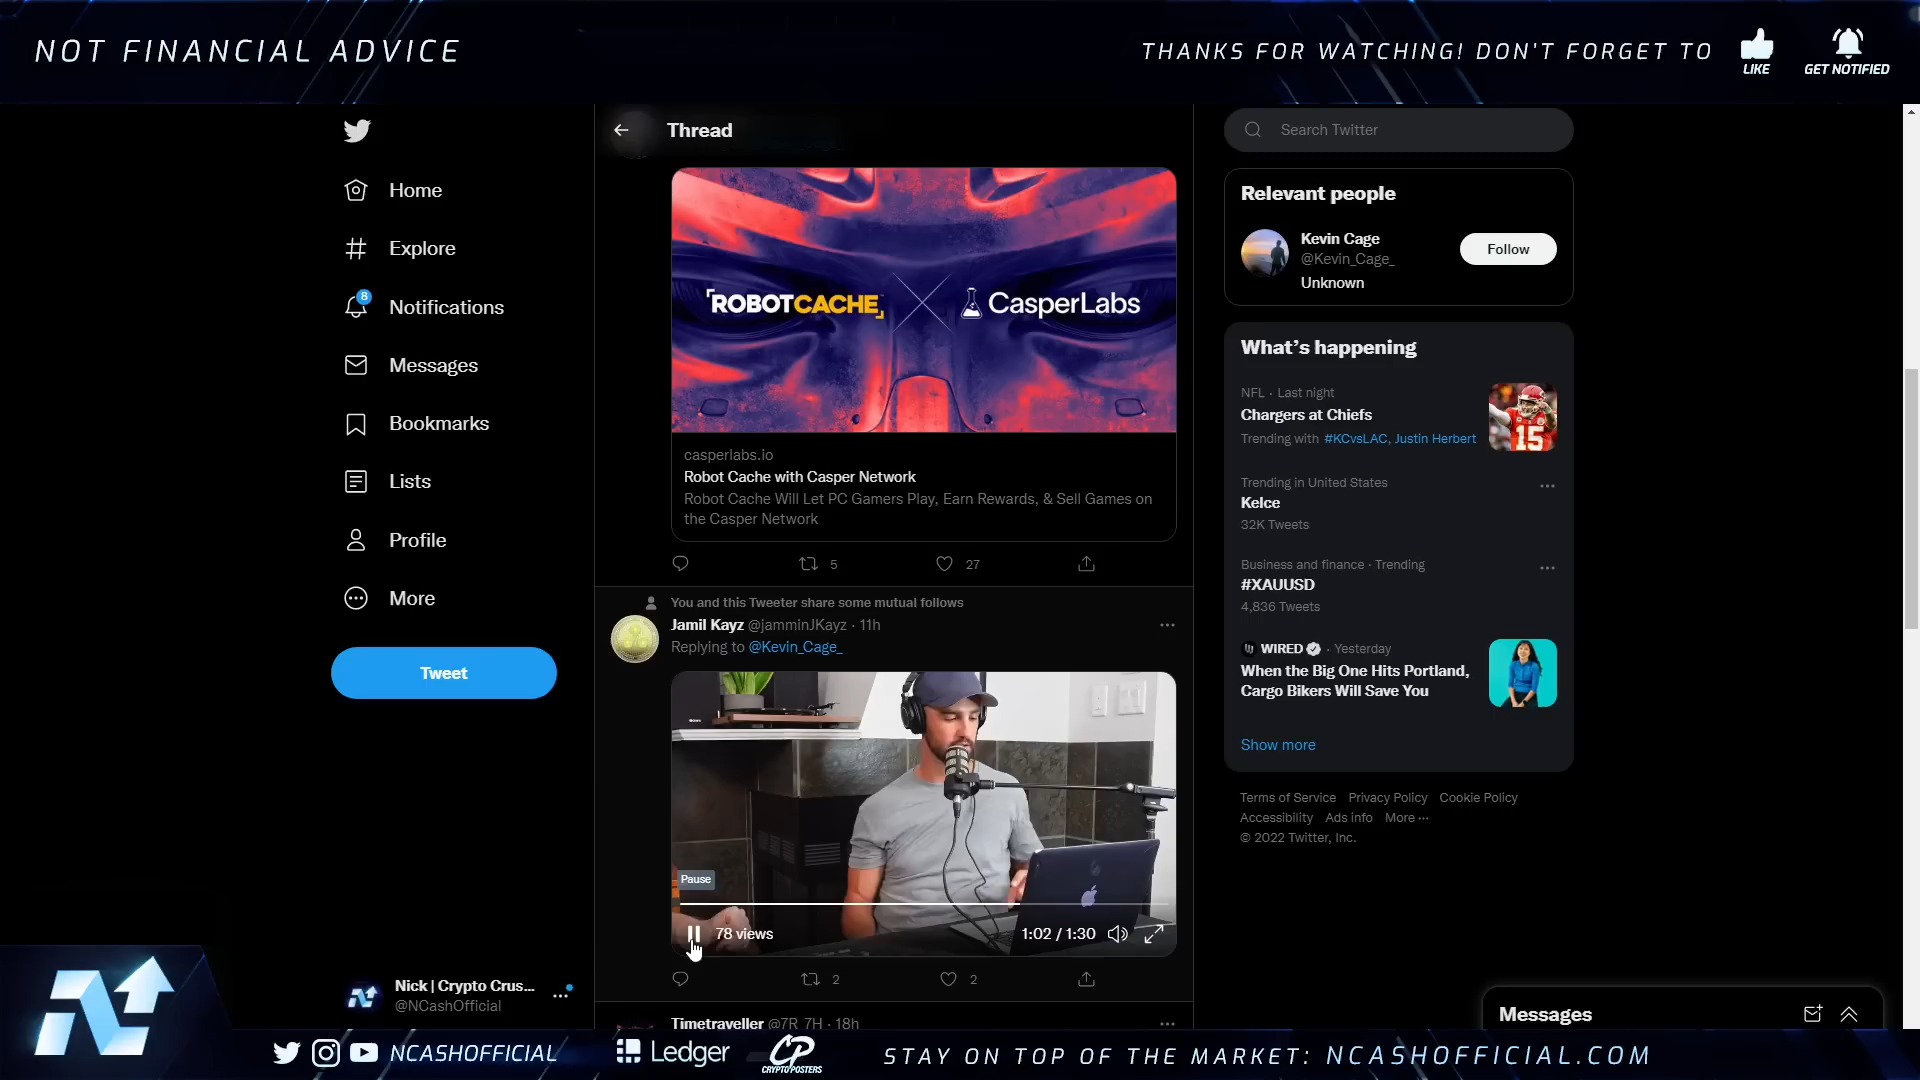 NOT FINANCIAL ADVICE
THANKS FOR WATCHING! DON'T FORGET TO
LIKE
GET NOTIFIED
Home
Explore
8
Notifications
Messages
Bookmarks
Lists
Profile
More
Tweet
Nick | Crypto Crus...
@NCashOfficial
Thread
ROBOTCACHE
CasperLabs
casperlabs.io
Robot Cache with Casper Network
Robot Cache Will Let PC Gamers Play, Earn Rewards, & Sell Games on
the Casper Network
5
27
You and this Tweeter share some mutual follows
Jamil Kayz @jamminJKayz · 11h
Replying to @Kevin_Cage_
SONY
Pause
78 views
1:02 / 1:30
2
2
Timetraveller @7R_7H · 18h
Search Twitter
Relevant people
Kevin Cage
@Kevin_Cage_
Follow
Unknown
What's happening
NFL · Last night
Chargers at Chiefs
Trending with #KCvsLAC, Justin Herbert
15
Trending in United States
Kelce
32K Tweets
Business and finance · Trending
#XAUUSD
4,836 Tweets
WIRED · Yesterday
When the Big One Hits Portland,
Cargo Bikers Will Save You
Show more
Terms of Service Privacy Policy Cookie Policy
Accessibility Ads info More ···
© 2022 Twitter, Inc.
Messages
NCASHOFFICIAL
Ledger
CP
CRYPTOPOSTERS
STAY ON TOP OF THE MARKET: NCASHOFFICIAL.COM